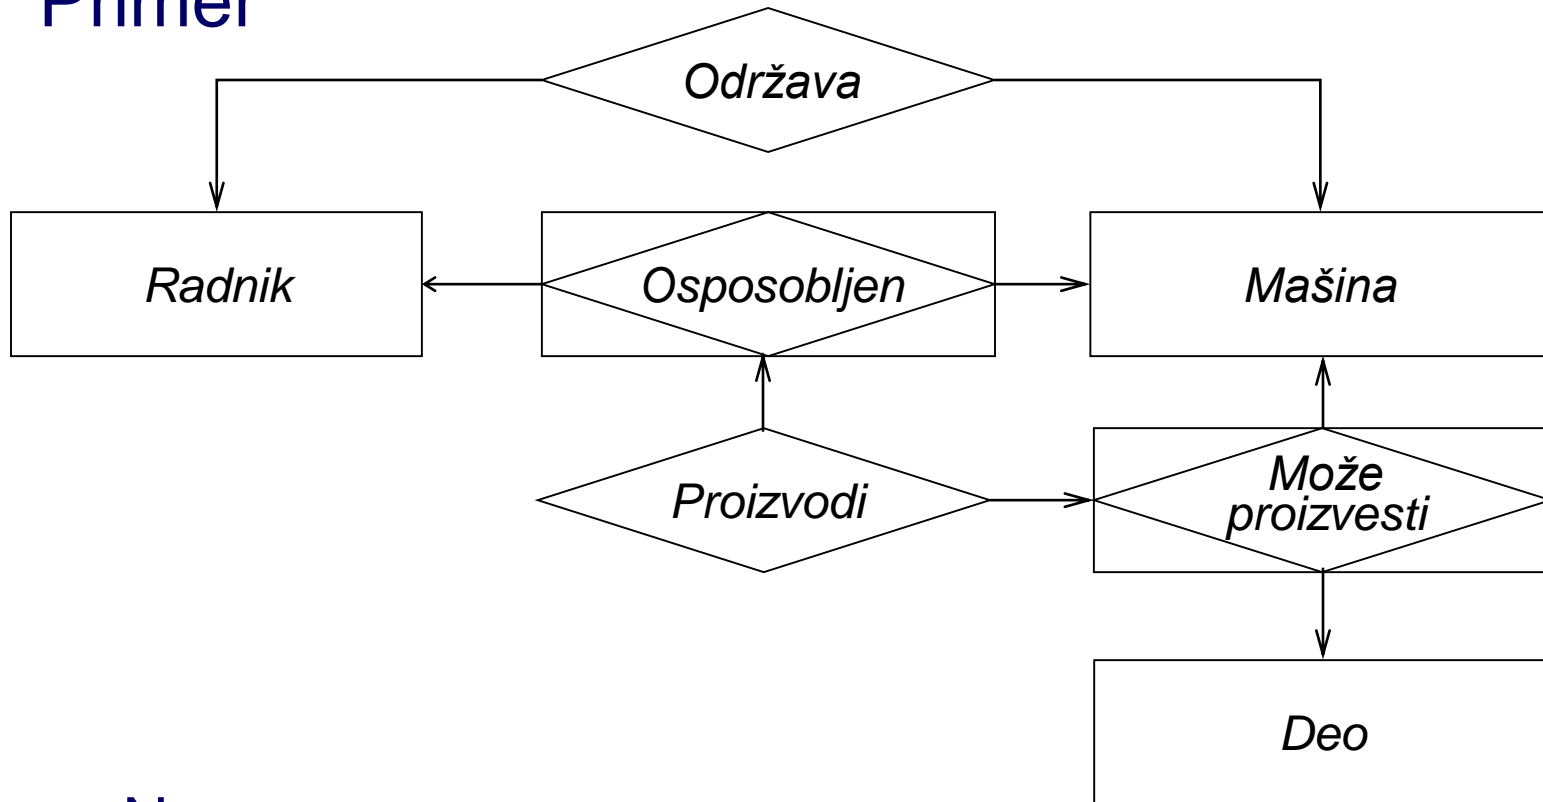 Primer
Održava
Radnik
Osposobljen
Mašina
Proizvodi
Može
proizvesti
Deo